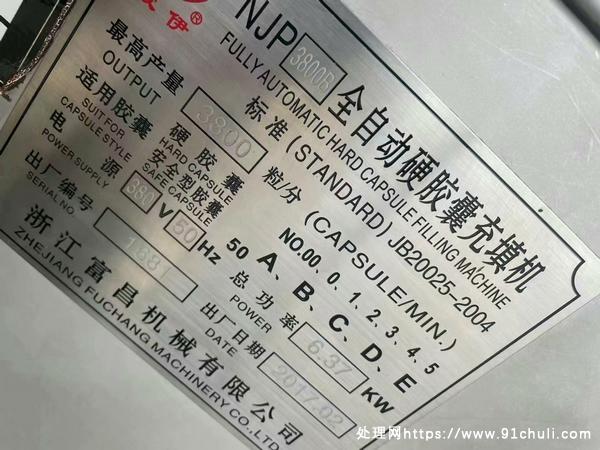 伊®
NJP 3800B 全自动硬胶囊充填机
FULLY AUTOMATIC HARD CAPSULE FILLING MACHINE
标准(STANDARD) JB20025-2004
最高产量 3800 粒/分 (CAPSULE/MIN.)
OUTPUT
适用胶囊 硬胶囊 NO.00、0、1、2、3、4、5
SUIT FOR CAPSULE STYLE HARD CAPSULE
安全型胶囊 A、B、C、D、E
SAFE CAPSULE
电源 380 V 50 Hz 总功率 6.37 KW
POWER SUPPLY POWER
出厂编号 188 出厂日期 2017.02
SERIAL NO. DATE
浙江富昌机械有限公司
ZHEJIANG FUCHANG MACHINERY CO.,LTD
处理网https://www.91chuli.com/